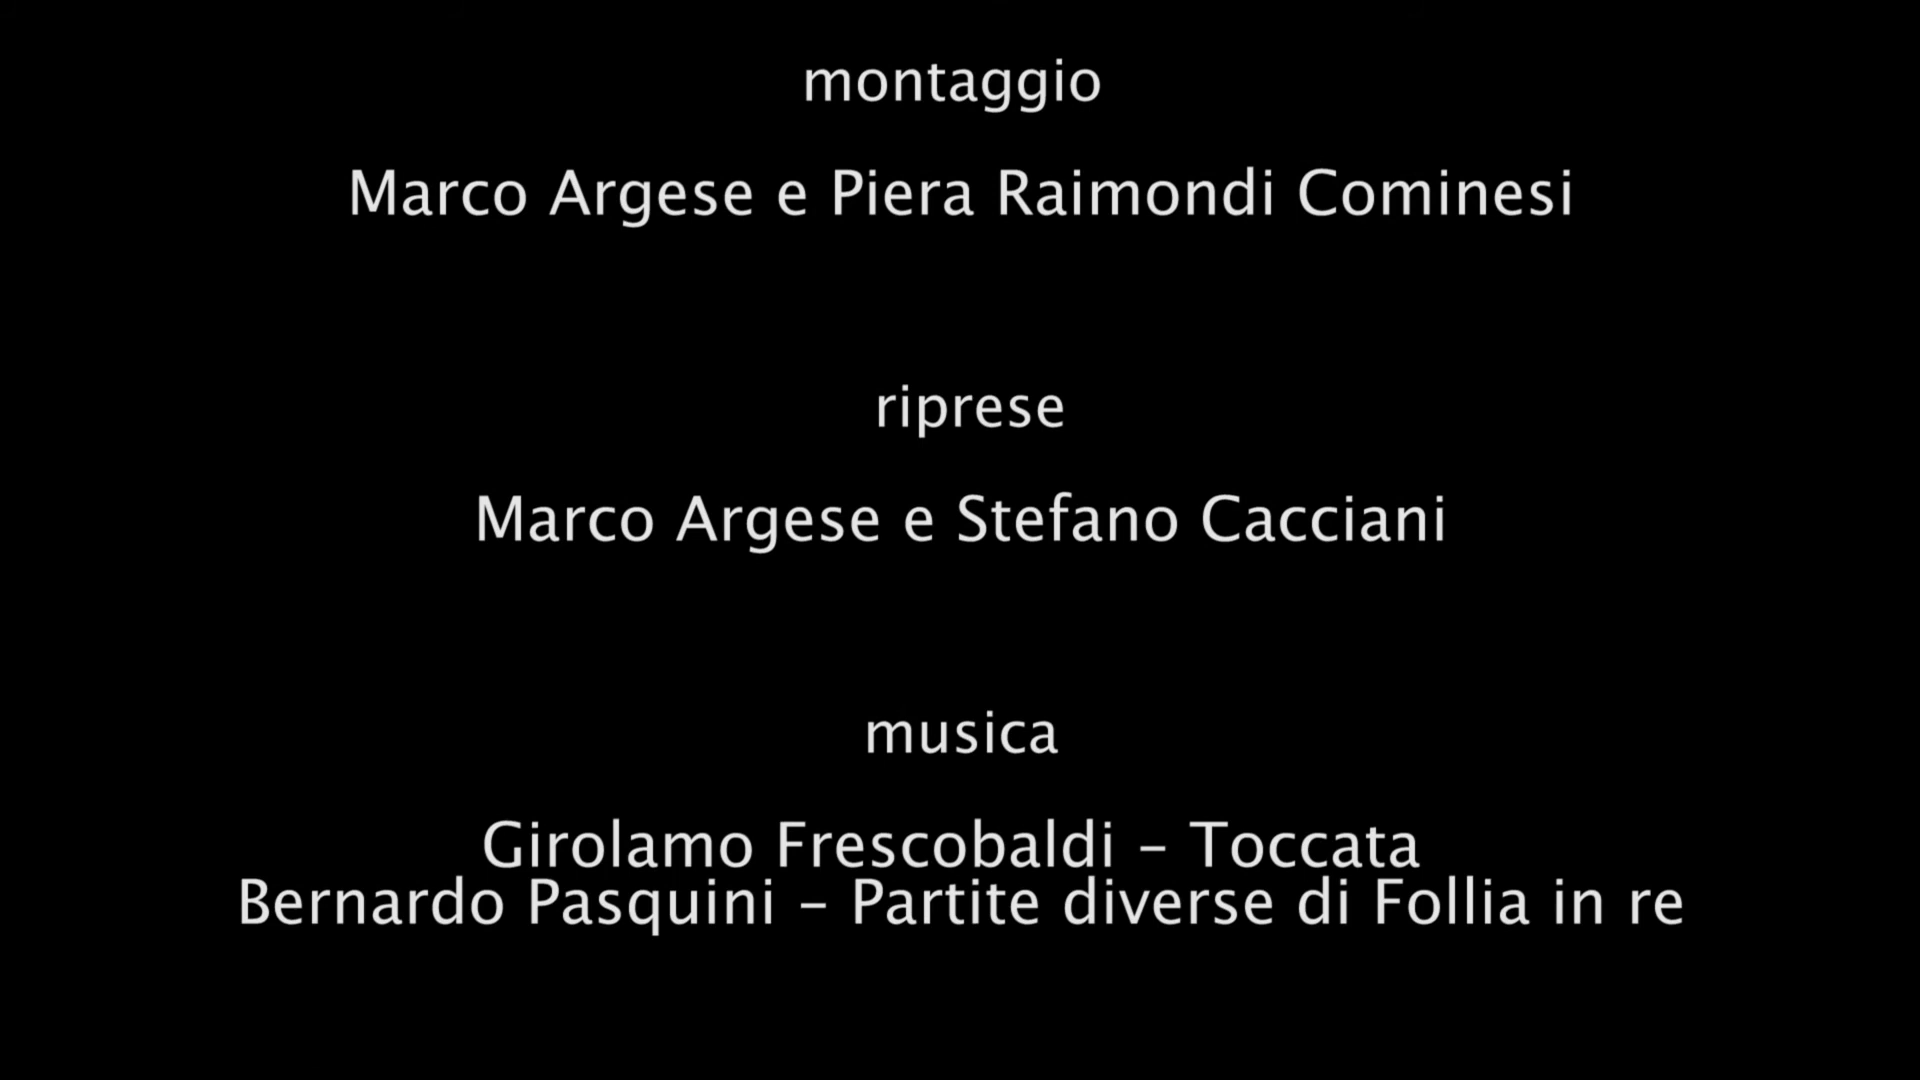 montaggio
Marco Argese e Piera Raimondi Cominesi
riprese
Marco Argese e Stefano Cacciani
musica
Girolamo Frescobaldi – Toccata
Bernardo Pasquini – Partite diverse di Follia in re